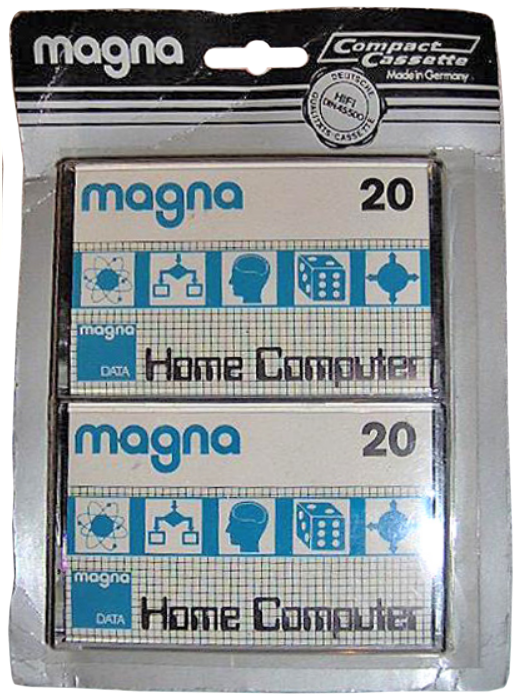 magna
Compact
Cassette
Made in Germany
DEUTSCHE
HIFI
DIN 45500
QUALITÄTS-CASSETTE
magna 20
magna
DATA
Home Computer
magna 20
magna
DATA
Home Computer